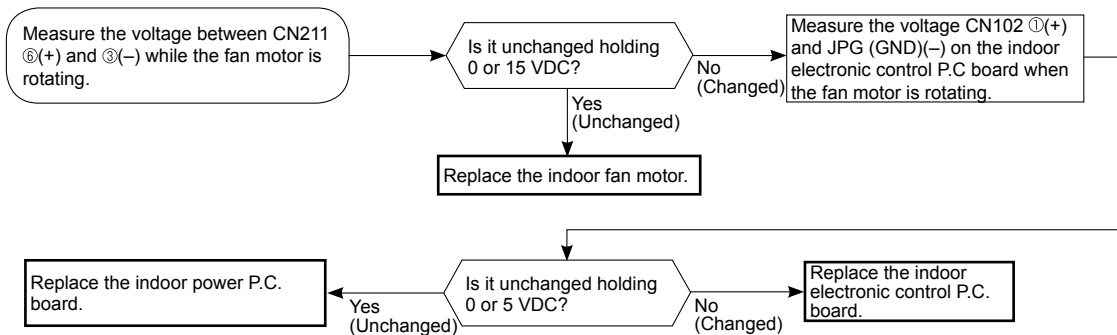 Measure the voltage between CN211
⑥(+) and ③(–) while the fan motor is
rotating.
Is it unchanged holding
0 or 15 VDC?
No
(Changed)
Measure the voltage CN102 ①(+)
and JPG (GND)(–) on the indoor
electronic control P.C board when
the fan motor is rotating.
Yes
(Unchanged)
Replace the indoor fan motor.
Is it unchanged holding
0 or 5 VDC?
Yes
(Unchanged)
Replace the indoor power P.C.
board.
No
(Changed)
Replace the indoor
electronic control P.C.
board.